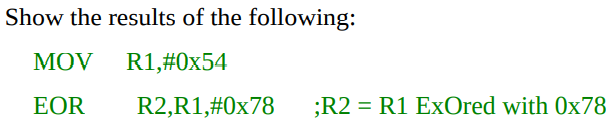 Show the results of the following:
MOV R1,#0x54
EOR R2,R1,#0x78 ;R2 = R1 ExOred with 0x78